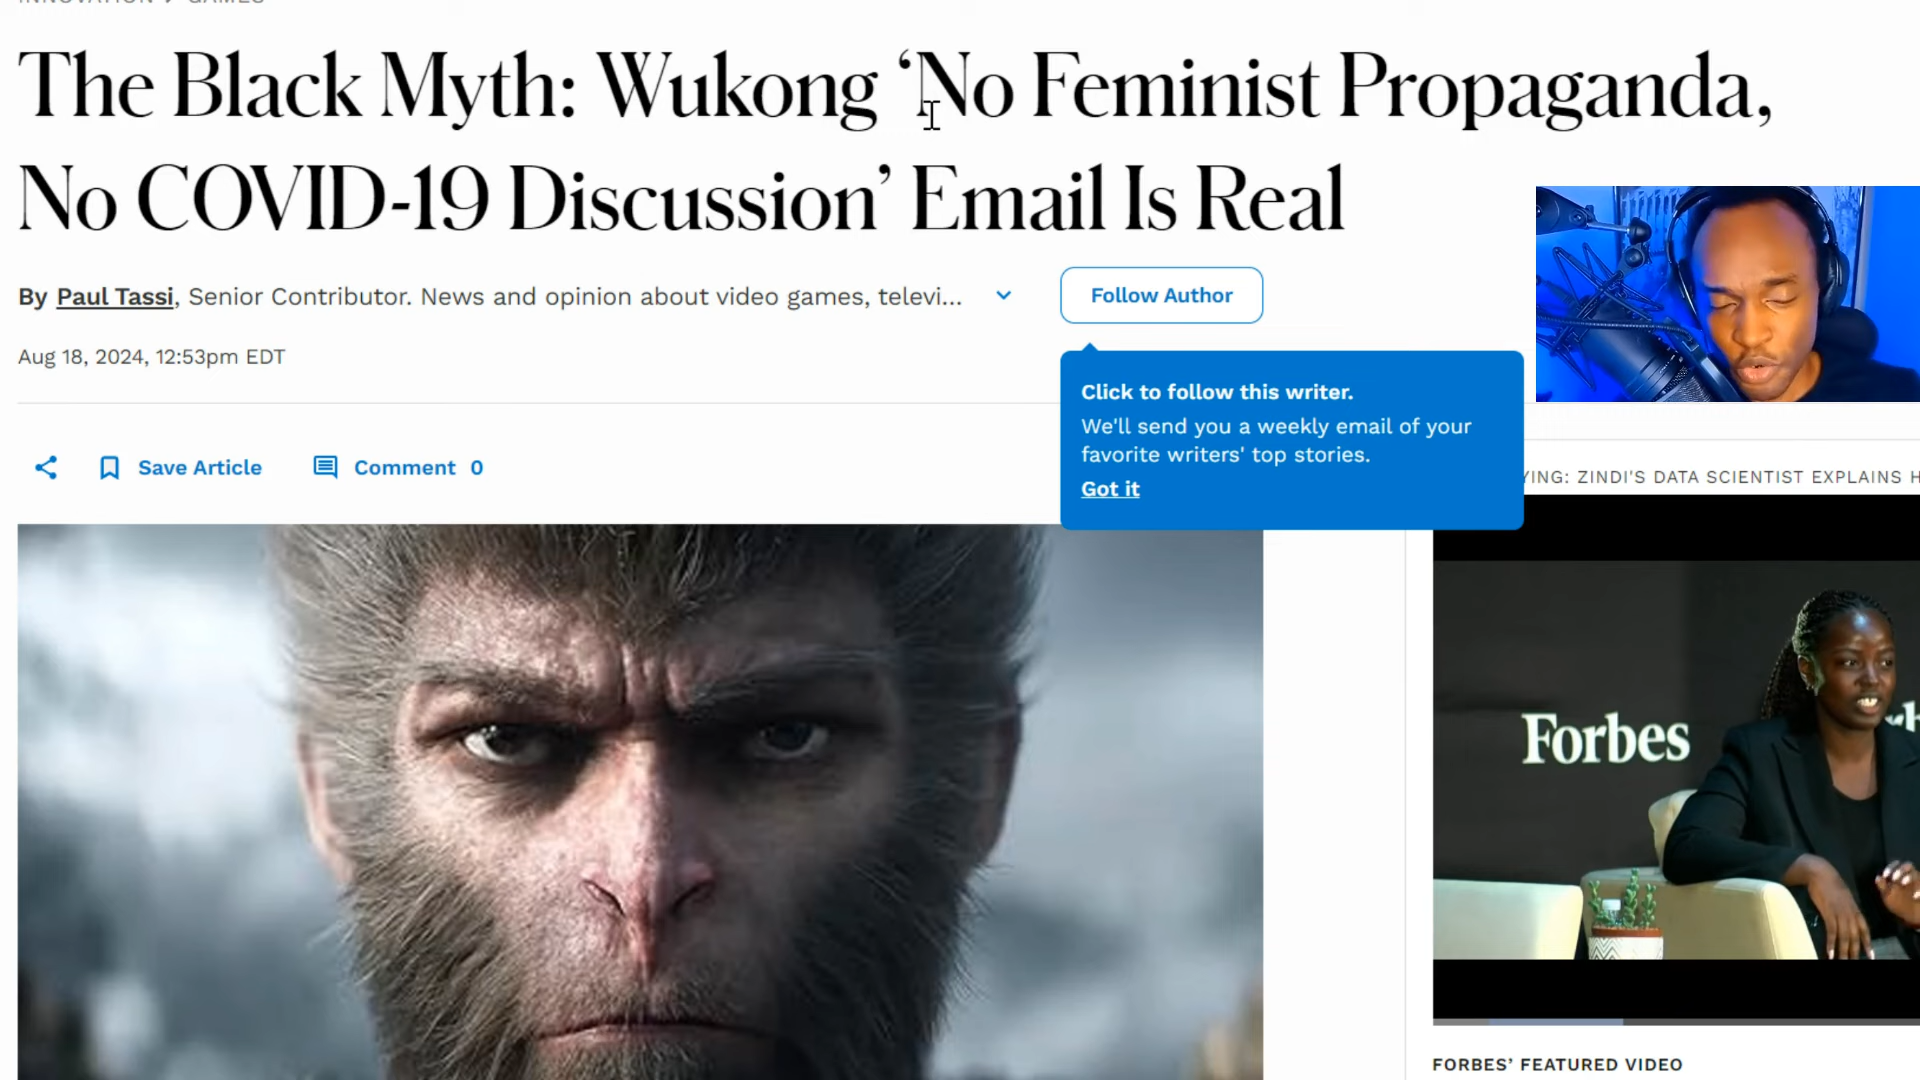 INNOVATION > GAMES
The Black Myth: Wukong ‘No Feminist Propaganda,
No COVID-19 Discussion’ Email Is Real
By Paul Tassi, Senior Contributor. News and opinion about video games, televi...
Follow Author
Aug 18, 2024, 12:53pm EDT
Click to follow this writer.
We'll send you a weekly email of your
favorite writers' top stories.
Got it
Save Article
Comment 0
YING: ZINDI'S DATA SCIENTIST EXPLAINS H
Forbes
FORBES’ FEATURED VIDEO